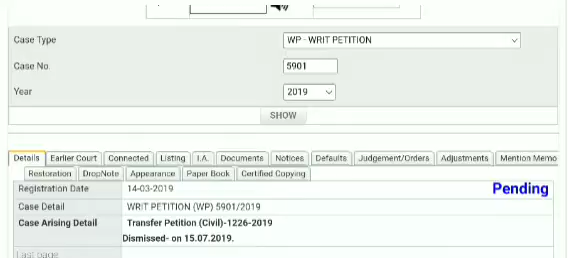 Case Type
WP - WRIT PETITION
Case No.
5901
Year
2019
SHOW
Details Earlier Court Connected Listing I.A. Documents Notices Defaults Judgement/Orders Adjustments Mention Memo
Restoration DropNote Appearance Paper Book Certified Copying
Registration Date 14-03-2019 Pending
Case Detail WRIT PETITION (WP) 5901/2019
Case Arising Detail Transfer Petition (Civil)-1226-2019
Dismissed- on 15.07.2019.
Last page